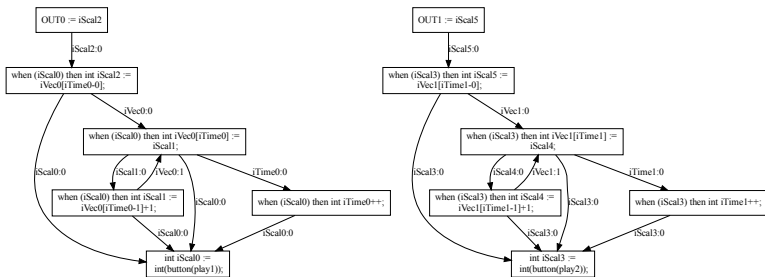 OUT0 := iScal2
iScal2:0
when (iScal0) then int iScal2 :=
iVec0[iTime0-0];
iVec0:0
when (iScal0) then int iVec0[iTime0] :=
iScal1;
iScal0:0
iScal1:0
iVec0:1
iScal0:0
iTime0:0
when (iScal0) then int iScal1 :=
iVec0[iTime0-1]+1;
when (iScal0) then int iTime0++;
iScal0:0
iScal0:0
int iScal0 :=
int(button(play1));
OUT1 := iScal5
iScal5:0
when (iScal3) then int iScal5 :=
iVec1[iTime1-0];
iVec1:0
when (iScal3) then int iVec1[iTime1] :=
iScal4;
iScal3:0
iScal4:0
iVec1:1
iScal3:0
iTime1:0
when (iScal3) then int iScal4 :=
iVec1[iTime1-1]+1;
when (iScal3) then int iTime1++;
iScal3:0
iScal3:0
int iScal3 :=
int(button(play2));